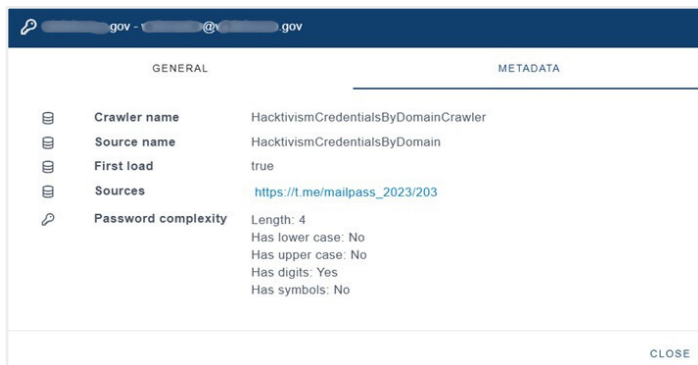 gov - @ .gov
GENERAL METADATA
Crawler name HacktivismCredentialsByDomainCrawler
Source name HacktivismCredentialsByDomain
First load true
Sources https://t.me/mailpass_2023/203
Password complexity Length: 4
Has lower case: No
Has upper case: No
Has digits: Yes
Has symbols: No
CLOSE